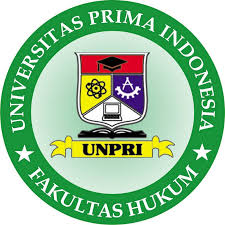 UNIVERSITAS PRIMA INDONESIA
UNPRI
★ FAKULTAS HUKUM ★